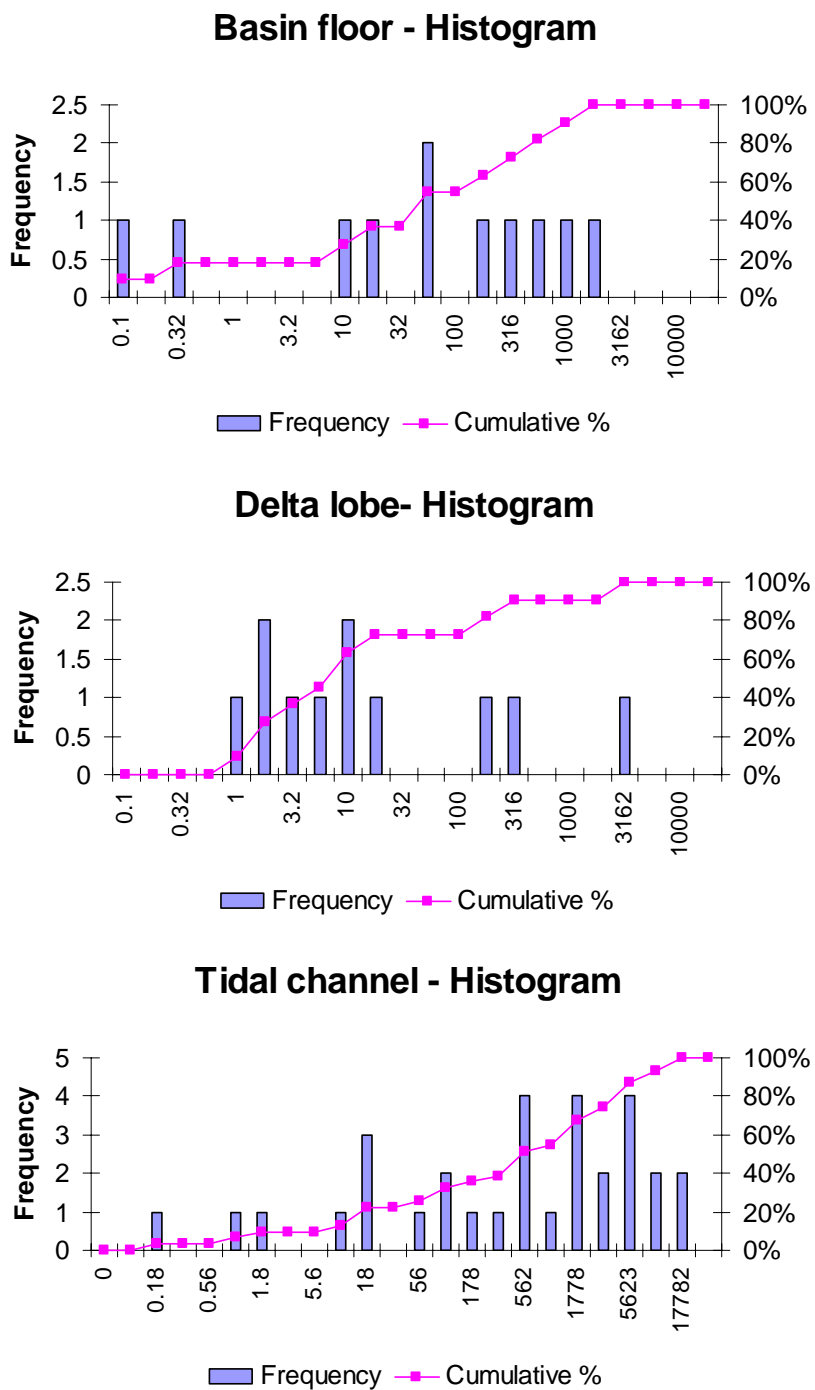 Basin floor - Histogram
2.5 100%
2 80%
1.5 60%
1 40%
0.5 20%
0 0%
Frequency
0.1 0.32 1 3.2 10 32 100 316 1000 3162 10000
Frequency Cumulative %
Delta lobe- Histogram
2.5 100%
2 80%
1.5 60%
1 40%
0.5 20%
0 0%
Frequency
0.1 0.32 1 3.2 10 32 100 316 1000 3162 10000
Frequency Cumulative %
Tidal channel - Histogram
5 100%
4 80%
3 60%
2 40%
1 20%
0 0%
Frequency
0 0.18 0.56 1.8 5.6 18 56 178 562 1778 5623 17782
Frequency Cumulative %